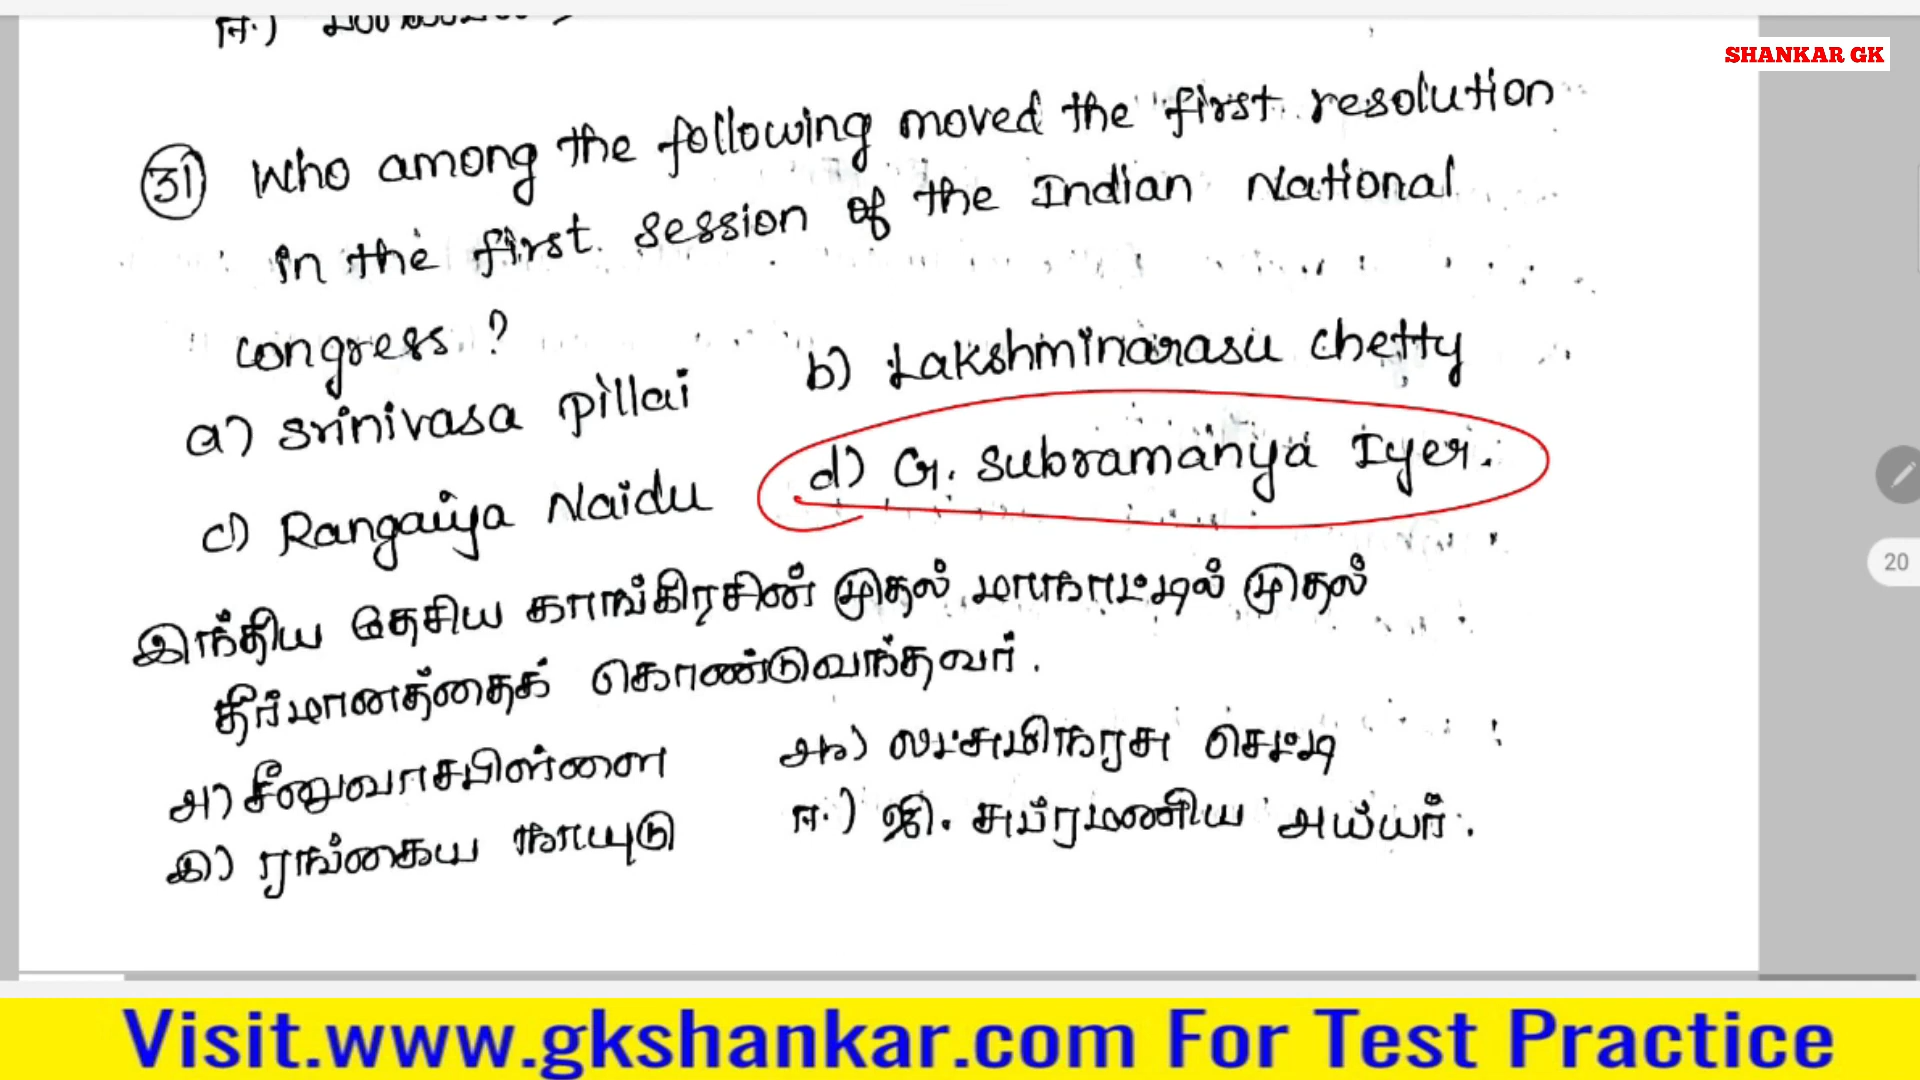 SHANKAR GK
31 Who among the following moved the first resolution
in the first session of the Indian National
congress ?
a) Srinivasa pillai b) Lakshminarasu chetty
c) Rangaiya Naidu d) G. Subramanya Iyer.
இந்திய தேசிய காங்கிரசின் முதல் மாநாட்டில் முதல்
தீர்மானத்தைக் கொண்டுவந்தவர்.
அ) சீனுவாசபிள்ளை ஆ) லட்சுமிநரசு செட்டி
இ) ரங்கைய நாயுடு ஈ.) ஜி. சுப்ரமணிய அய்யர்.
20
Visit.www.gkshankar.com For Test Practice